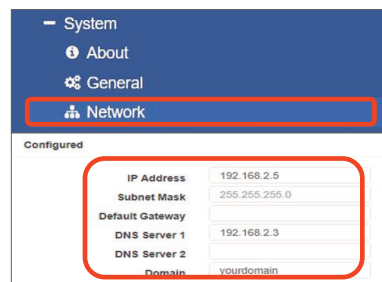 System
About
General
Network
Configured
IP Address 192.168.2.5
Subnet Mask 255.255.255.0
Default Gateway
DNS Server 1 192.168.2.3
DNS Server 2
Domain yourdomain